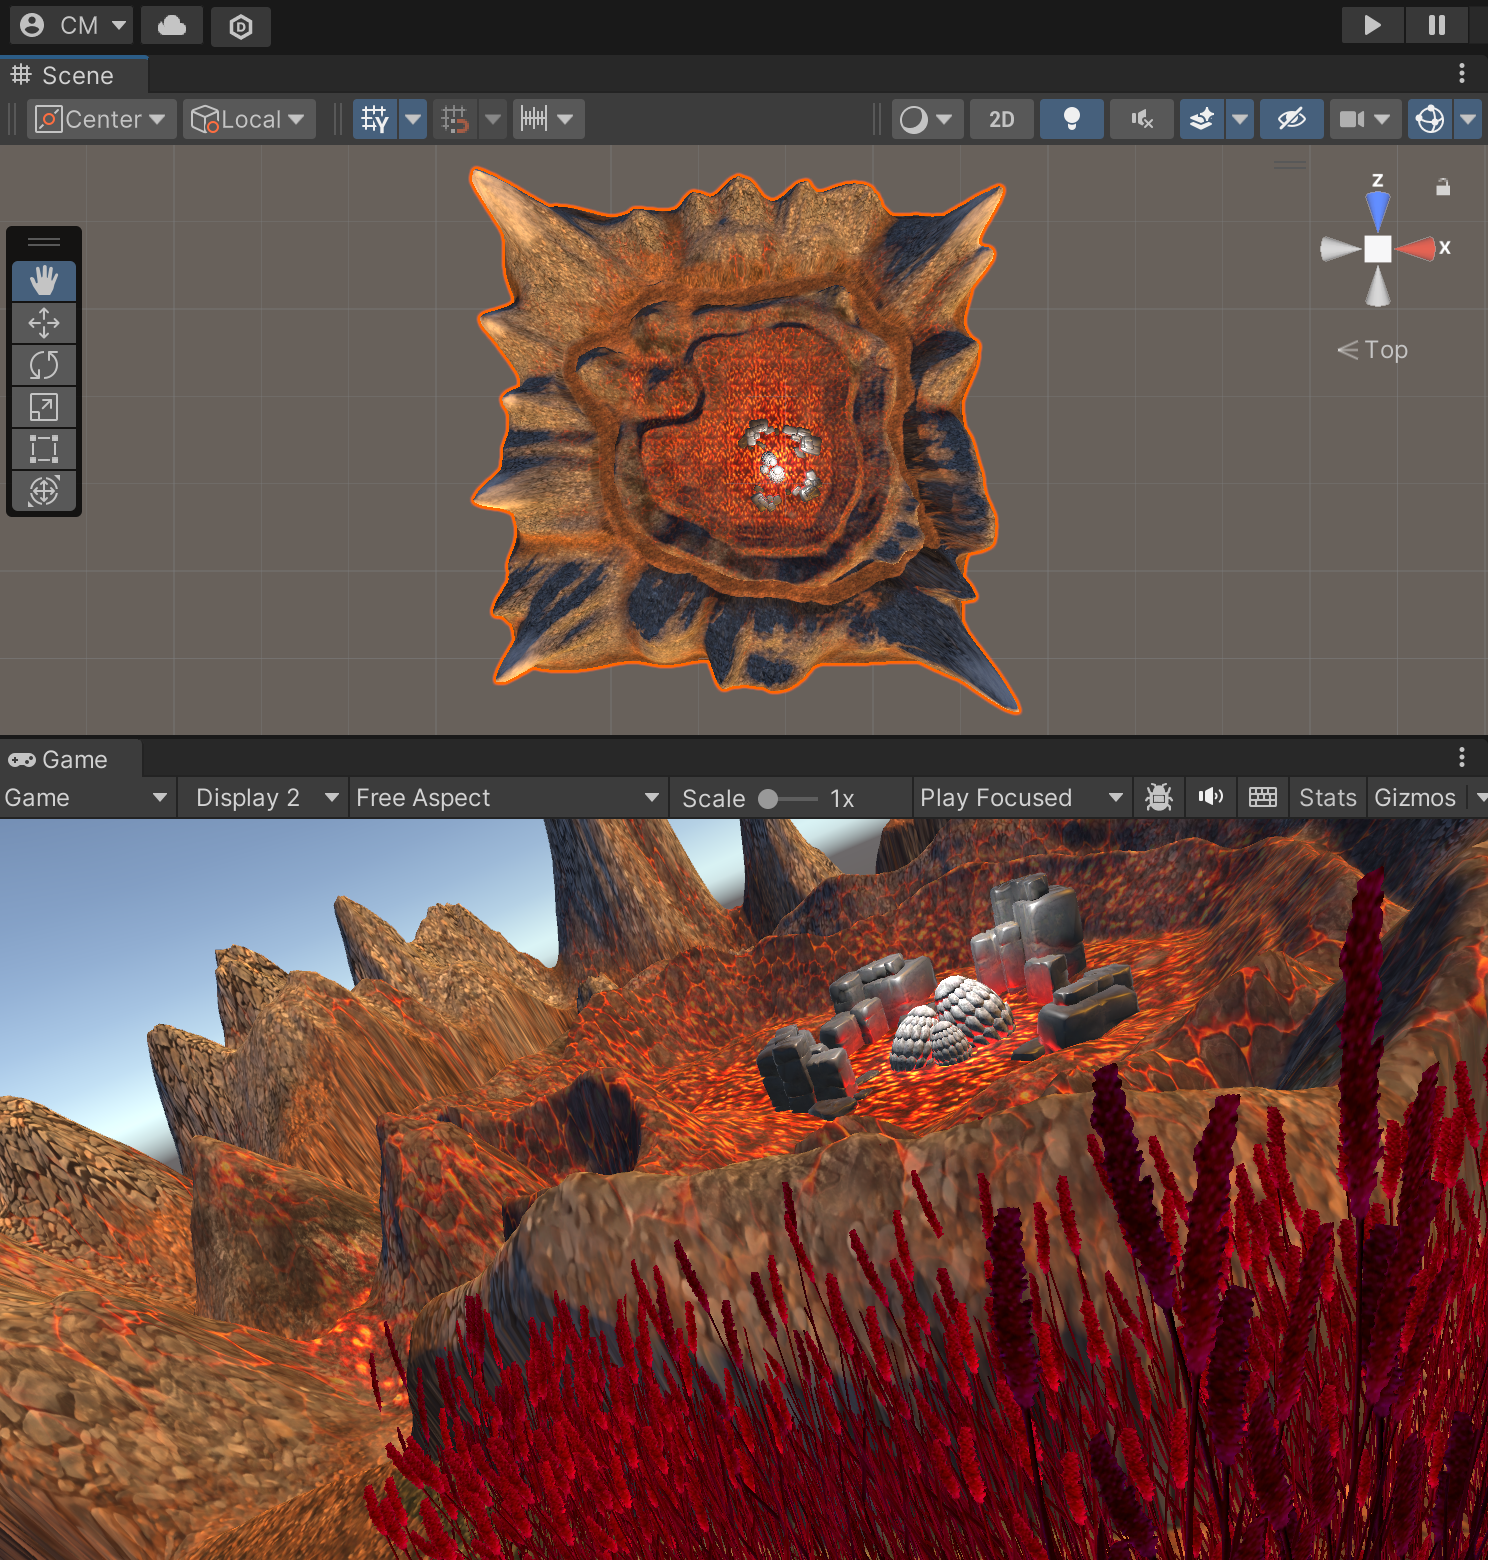 CM
Scene
Center Local 2D
Z
X
Top
Game
Game Display 2 Free Aspect Scale 1x Play Focused Stats Gizmos